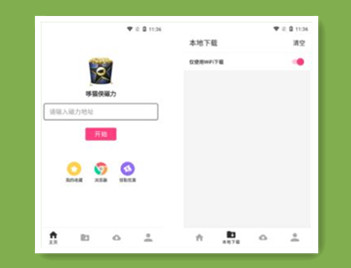 11:36
哆猫侠磁力
请输入磁力地址
开始
我的收藏
浏览器
获取资源
主页
11:36
本地下载
清空
仅使用WiFi下载
本地下载